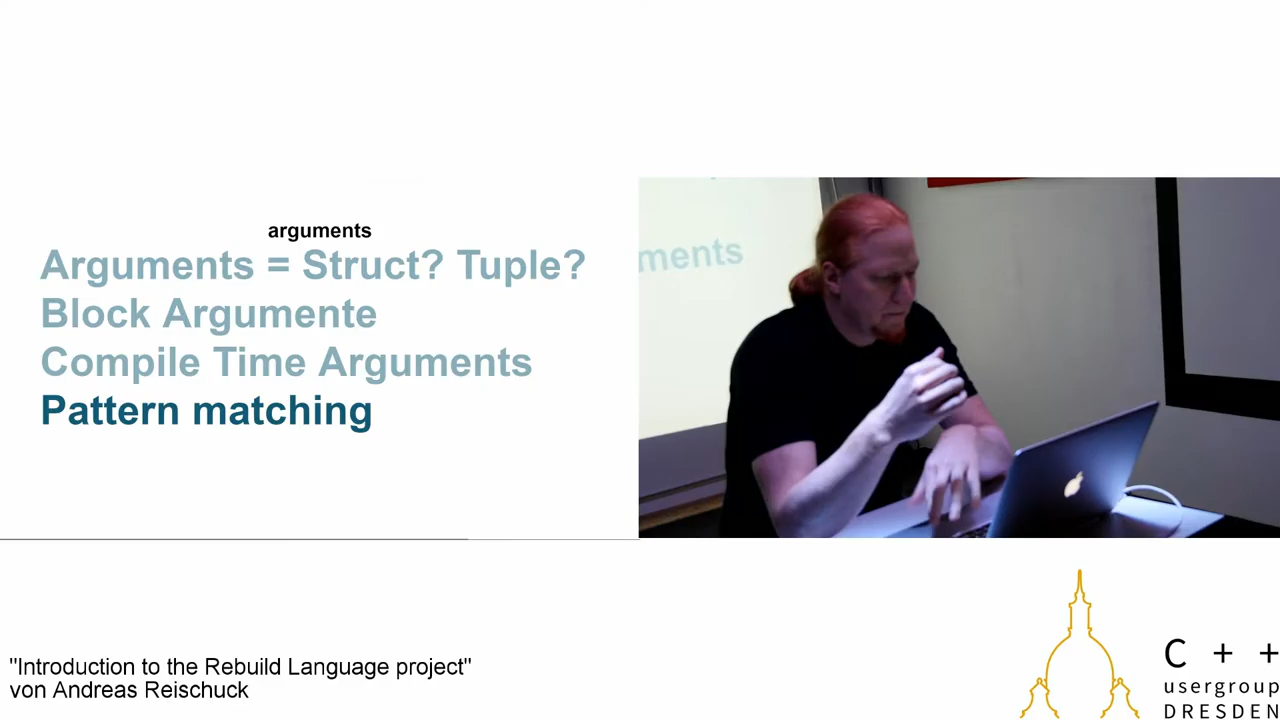 arguments
Arguments = Struct? Tuple?
Block Argumente
Compile Time Arguments
Pattern matching
ments
"Introduction to the Rebuild Language project"
von Andreas Reischuck
C + +
usergroup
DRESDEN